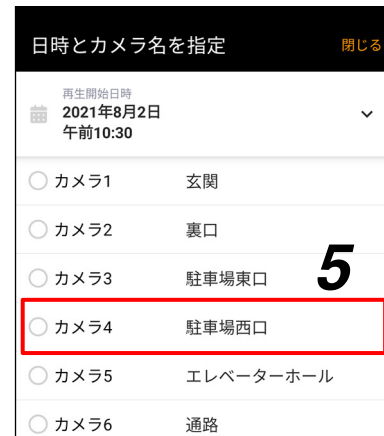 日時とカメラ名を指定 閉じる
再生開始日時
2021年8月2日
午前10:30
カメラ1 玄関
カメラ2 裏口
カメラ3 駐車場東口
5
カメラ4 駐車場西口
カメラ5 エレベーターホール
カメラ6 通路